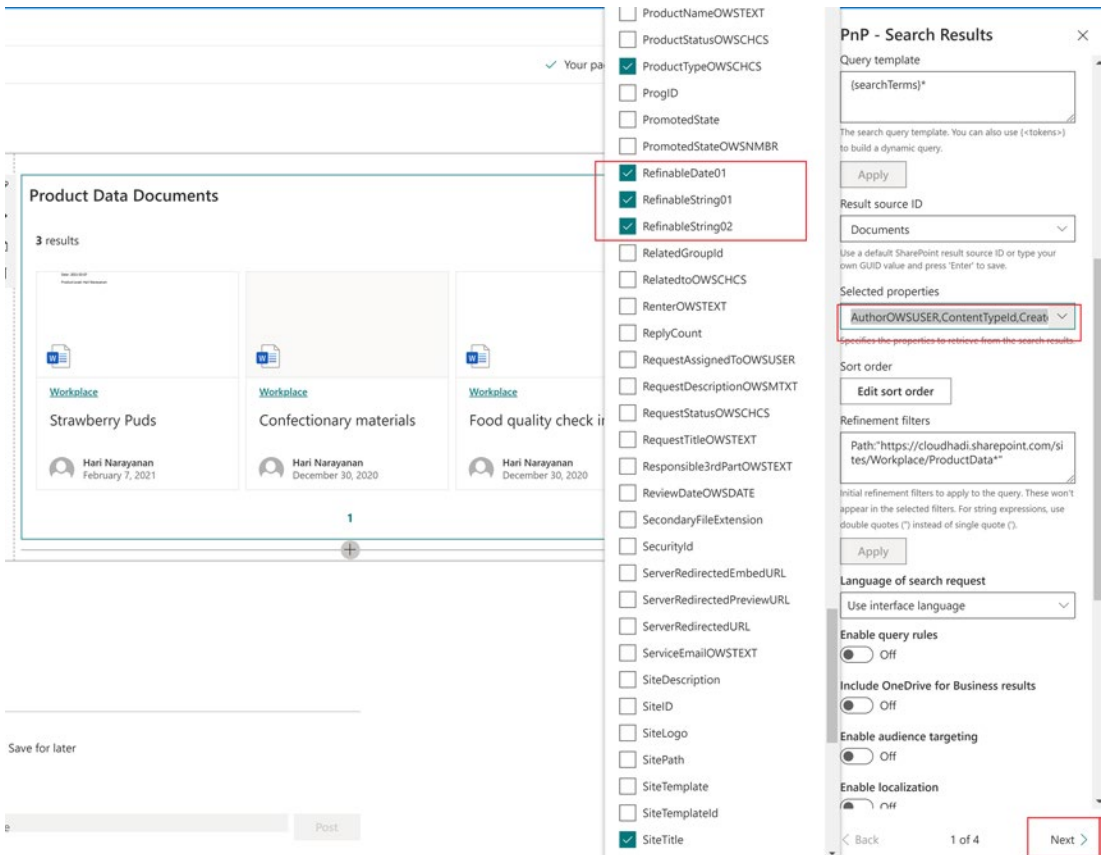 Your pa
Product Data Documents
3 results
Workplace
Strawberry Puds
Hari Narayanan
February 7, 2021
Workplace
Confectionary materials
Hari Narayanan
December 30, 2020
Workplace
Food quality check i
Hari Narayanan
December 30, 2020
1
Save for later
Post
ProductNameOWSTEXT
ProductStatusOWSCHCS
ProductTypeOWSCHCS
ProgID
PromotedState
PromotedStateOWSNMBR
RefinableDate01
RefinableString01
RefinableString02
RelatedGroupId
RelatedtoOWSCHCS
RenterOWSTEXT
ReplyCount
RequestAssignedToOWSUSER
RequestDescriptionOWSMTXT
RequestStatusOWSCHCS
RequestTitleOWSTEXT
Responsible3rdPartOWSTEXT
ReviewDateOWSDATE
SecondaryFileExtension
SecurityId
ServerRedirectedEmbedURL
ServerRedirectedPreviewURL
ServerRedirectedURL
ServiceEmailOWSTEXT
SiteDescription
SiteID
SiteLogo
SitePath
SiteTemplate
SiteTemplateId
SiteTitle
PnP - Search Results
Query template
{searchTerms}*
The search query template. You can also use {<tokens>}
to build a dynamic query.
Apply
Result source ID
Documents
Use a default SharePoint result source ID or type your
own GUID value and press 'Enter' to save.
Selected properties
AuthorOWSUSER,ContentTypeId,Creat
Specifies the properties to retrieve from the search results.
Sort order
Edit sort order
Refinement filters
Path:"https://cloudhadi.sharepoint.com/si
tes/Workplace/ProductData*"
Initial refinement filters to apply to the query. These won't
appear in the selected filters. For string expressions, use
double quotes (") instead of single quote (').
Apply
Language of search request
Use interface language
Enable query rules
Off
Include OneDrive for Business results
Off
Enable audience targeting
Off
Enable localization
Off
Back
1 of 4
Next